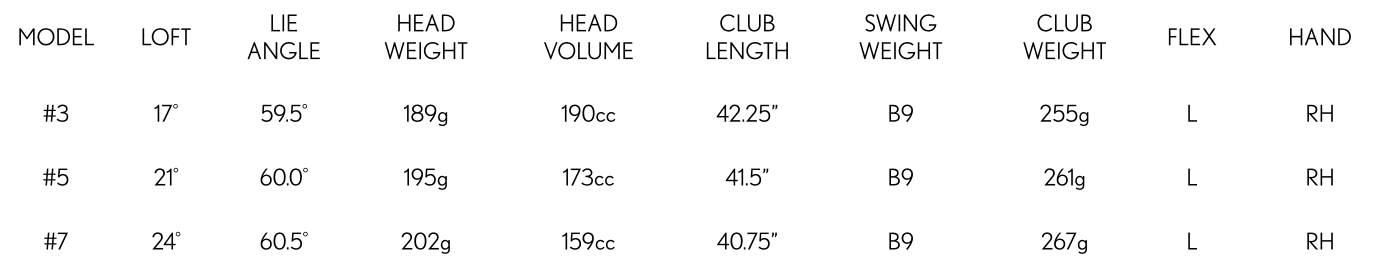 MODEL LOFT LIE ANGLE HEAD WEIGHT HEAD VOLUME CLUB LENGTH SWING WEIGHT CLUB WEIGHT FLEX HAND
#3 17° 59.5° 189g 190cc 42.25” B9 255g L RH
#5 21° 60.0° 195g 173cc 41.5” B9 261g L RH
#7 24° 60.5° 202g 159cc 40.75” B9 267g L RH